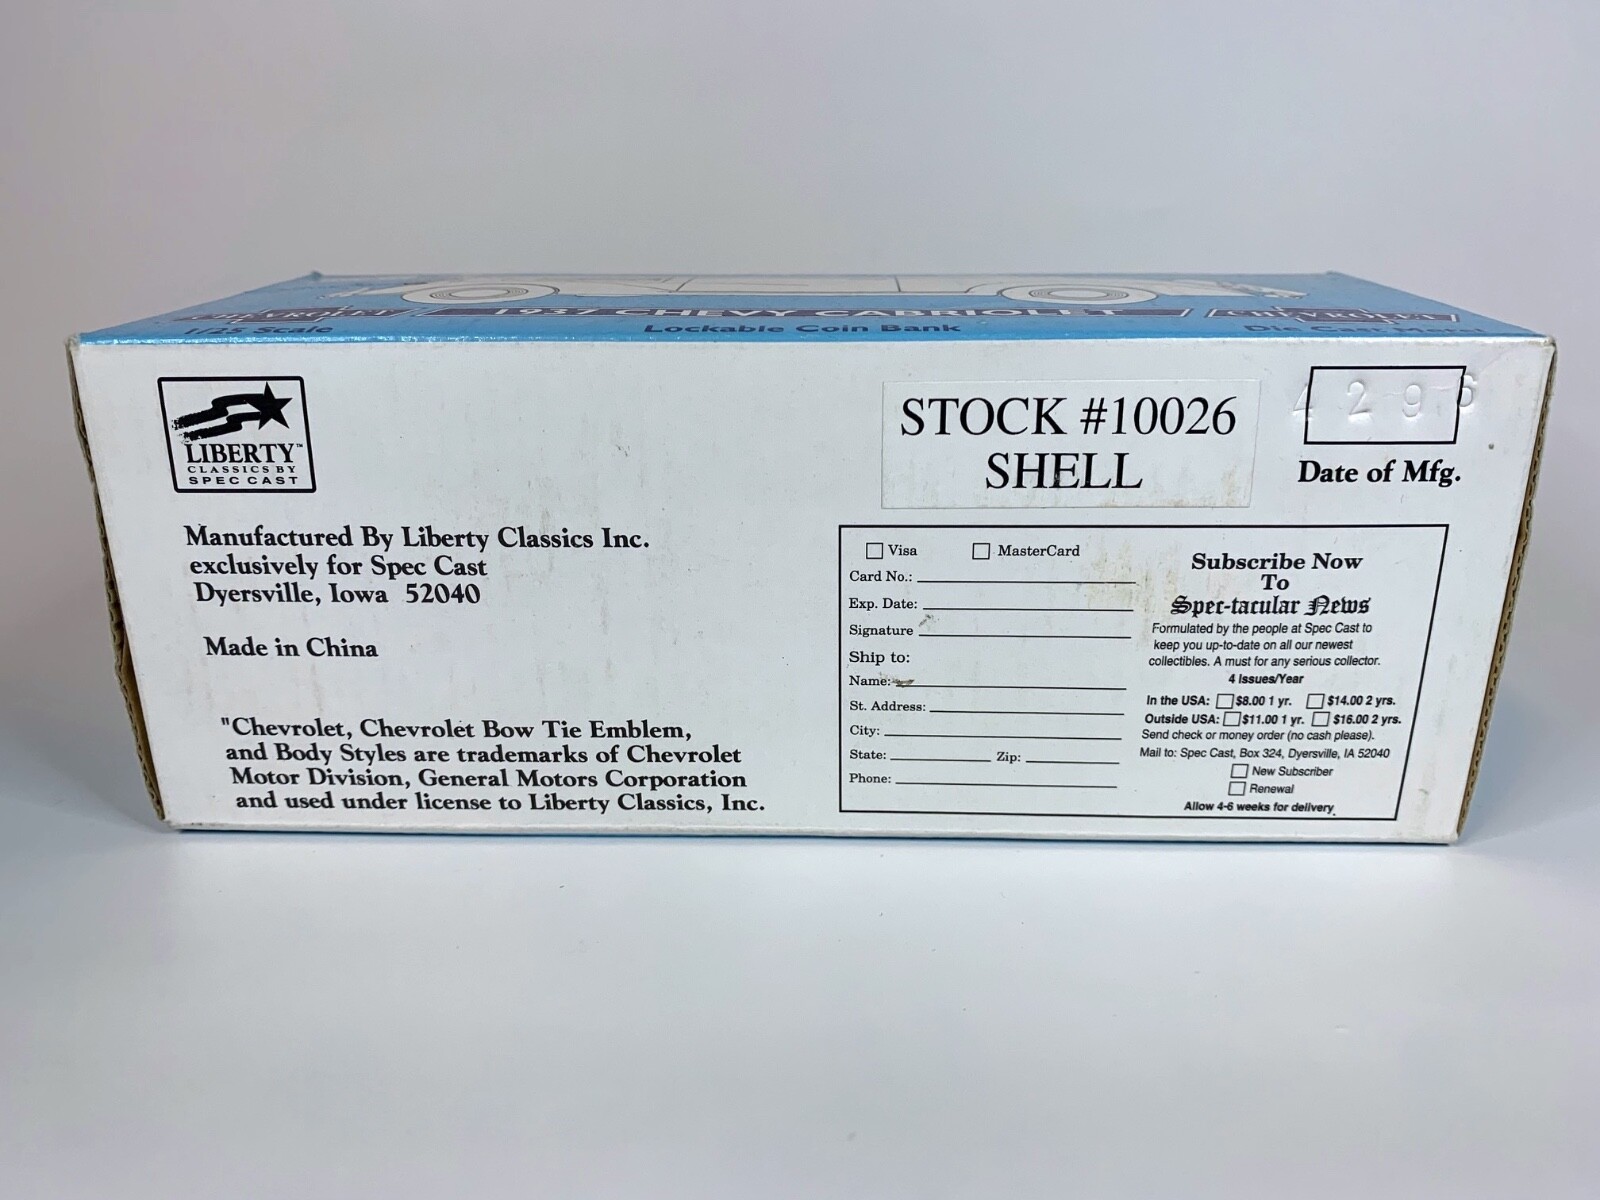 CHEVROLET
1937 CHEVY CABRIOLET
CHEVROLET
1/25 Scale
Lockable Coin Bank
Die Cast Metal
LIBERTY™
CLASSICS BY
SPEC CAST
STOCK #10026
SHELL
4 2 9 6
Date of Mfg.
Manufactured By Liberty Classics Inc.
exclusively for Spec Cast
Dyersville, Iowa 52040
Made in China
"Chevrolet, Chevrolet Bow Tie Emblem,
and Body Styles are trademarks of Chevrolet
Motor Division, General Motors Corporation
and used under license to Liberty Classics, Inc.
Visa MasterCard
Card No.:
Exp. Date:
Signature
Ship to:
Name:
St. Address:
City:
State: Zip:
Phone:
Subscribe Now
To
Spec-tacular News
Formulated by the people at Spec Cast to
keep you up-to-date on all our newest
collectibles. A must for any serious collector.
4 Issues/Year
In the USA: $8.00 1 yr. $14.00 2 yrs.
Outside USA: $11.00 1 yr. $16.00 2 yrs.
Send check or money order (no cash please).
Mail to: Spec Cast, Box 324, Dyersville, IA 52040
New Subscriber
Renewal
Allow 4-6 weeks for delivery.